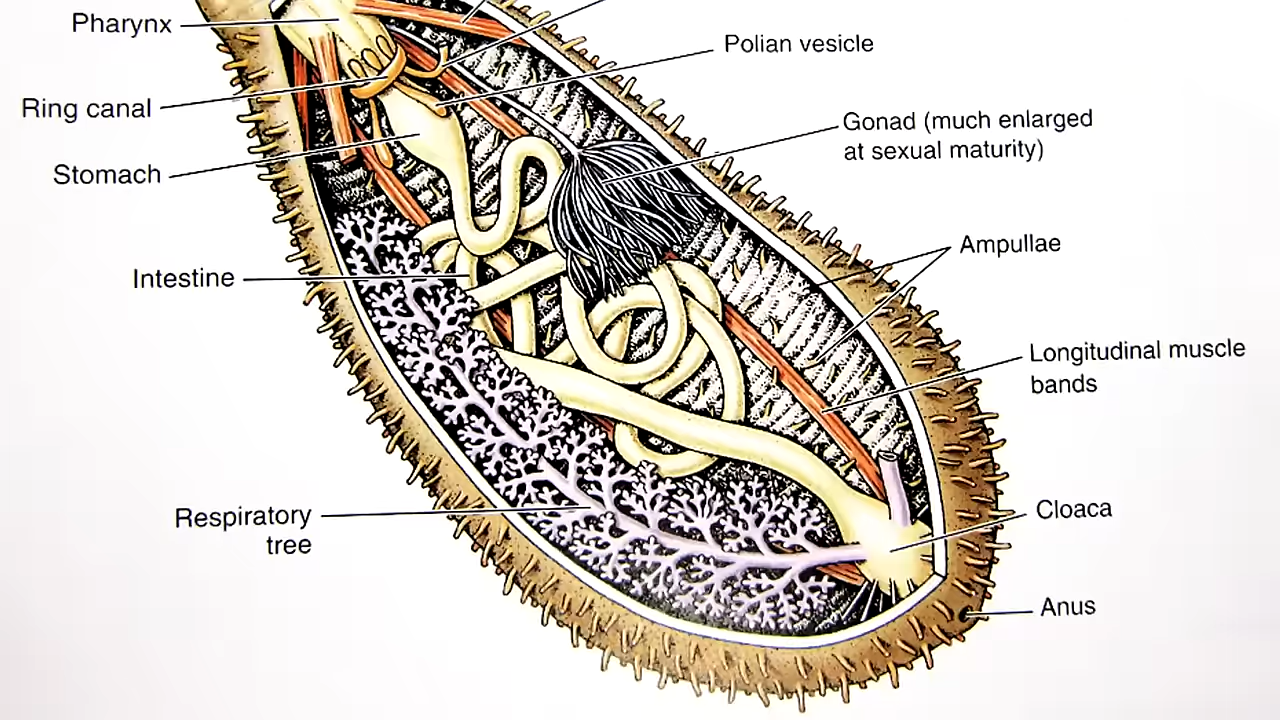 Pharynx
Polian vesicle
Ring canal
Gonad (much enlarged
at sexual maturity)
Stomach
Ampullae
Intestine
Longitudinal muscle
bands
Respiratory
tree
Cloaca
Anus